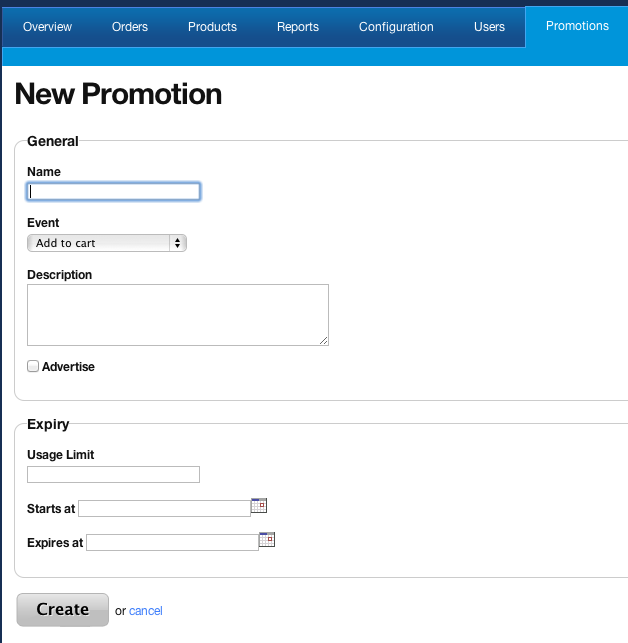 Overview Orders Products Reports Configuration Users Promotions
New Promotion
General
Name
Event
Add to cart
Description
Advertise
Expiry
Usage Limit
Starts at
Expires at
Create or cancel